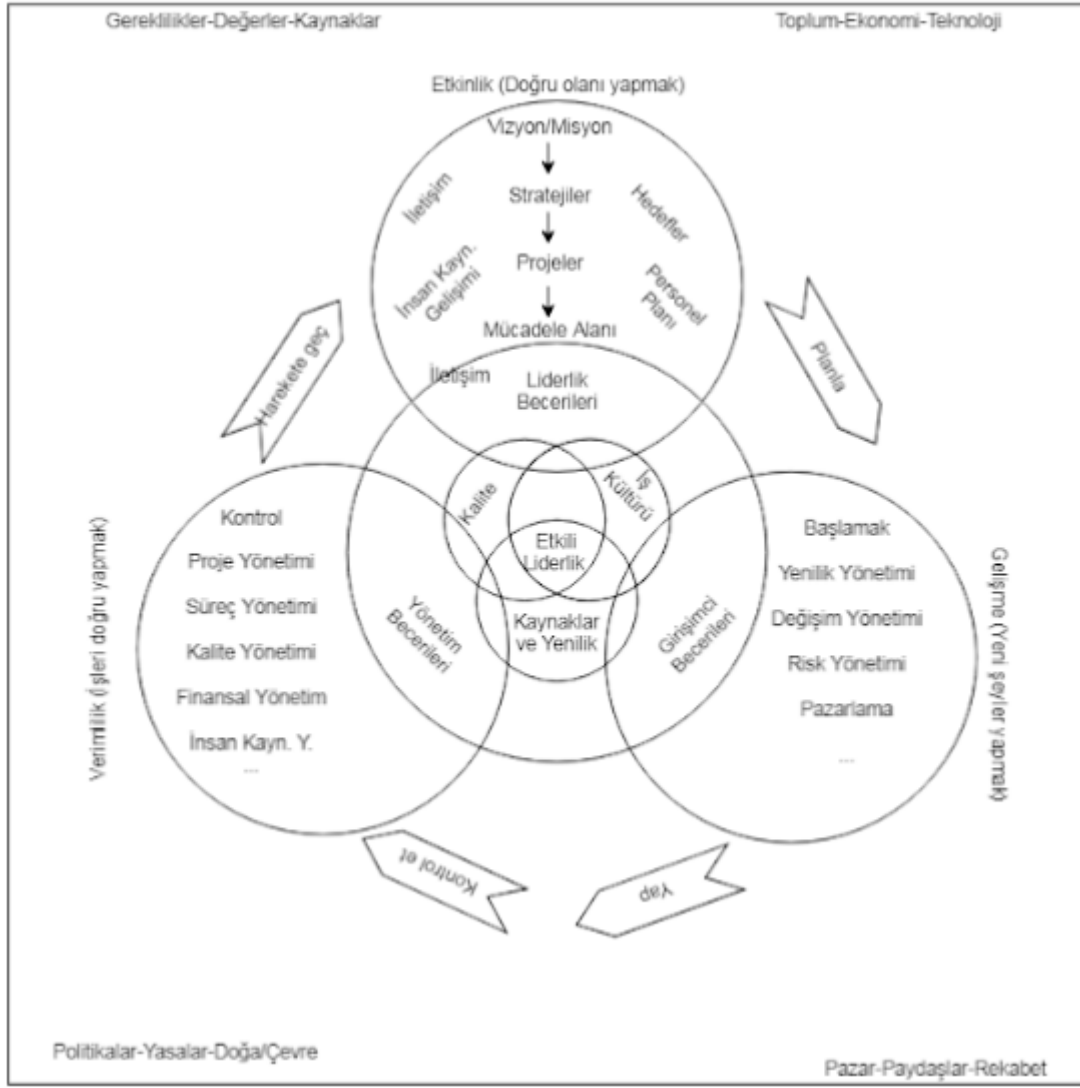 Gereklilikler-Değerler-Kaynaklar
Toplum-Ekonomi-Teknoloji
Etkinlik (Doğru olanı yapmak)
Vizyon/Misyon
İletişim
Stratejiler
Hedefler
İnsan Kayn.
Gelişimi
Projeler
Personel
Planı
Mücadele Alanı
Harekete geç
Planla
İletişim
Liderlik
Becerileri
Kalite
İş
Kültürü
Etkili
Liderlik
Kaynaklar
ve Yenilik
Yönetim
Becerileri
Girişimci
Becerileri
Verimlilik (İşleri doğru yapmak)
Kontrol
Proje Yönetimi
Süreç Yönetimi
Kalite Yönetimi
Finansal Yönetim
İnsan Kayn. Y.
...
Başlamak
Yenilik Yönetimi
Değişim Yönetimi
Risk Yönetimi
Pazarlama
...
Gelişme (Yeni şeyler yapmak)
Kontrol et
Yap
Politikalar-Yasalar-Doğa/Çevre
Pazar-Paydaşlar-Rekabet